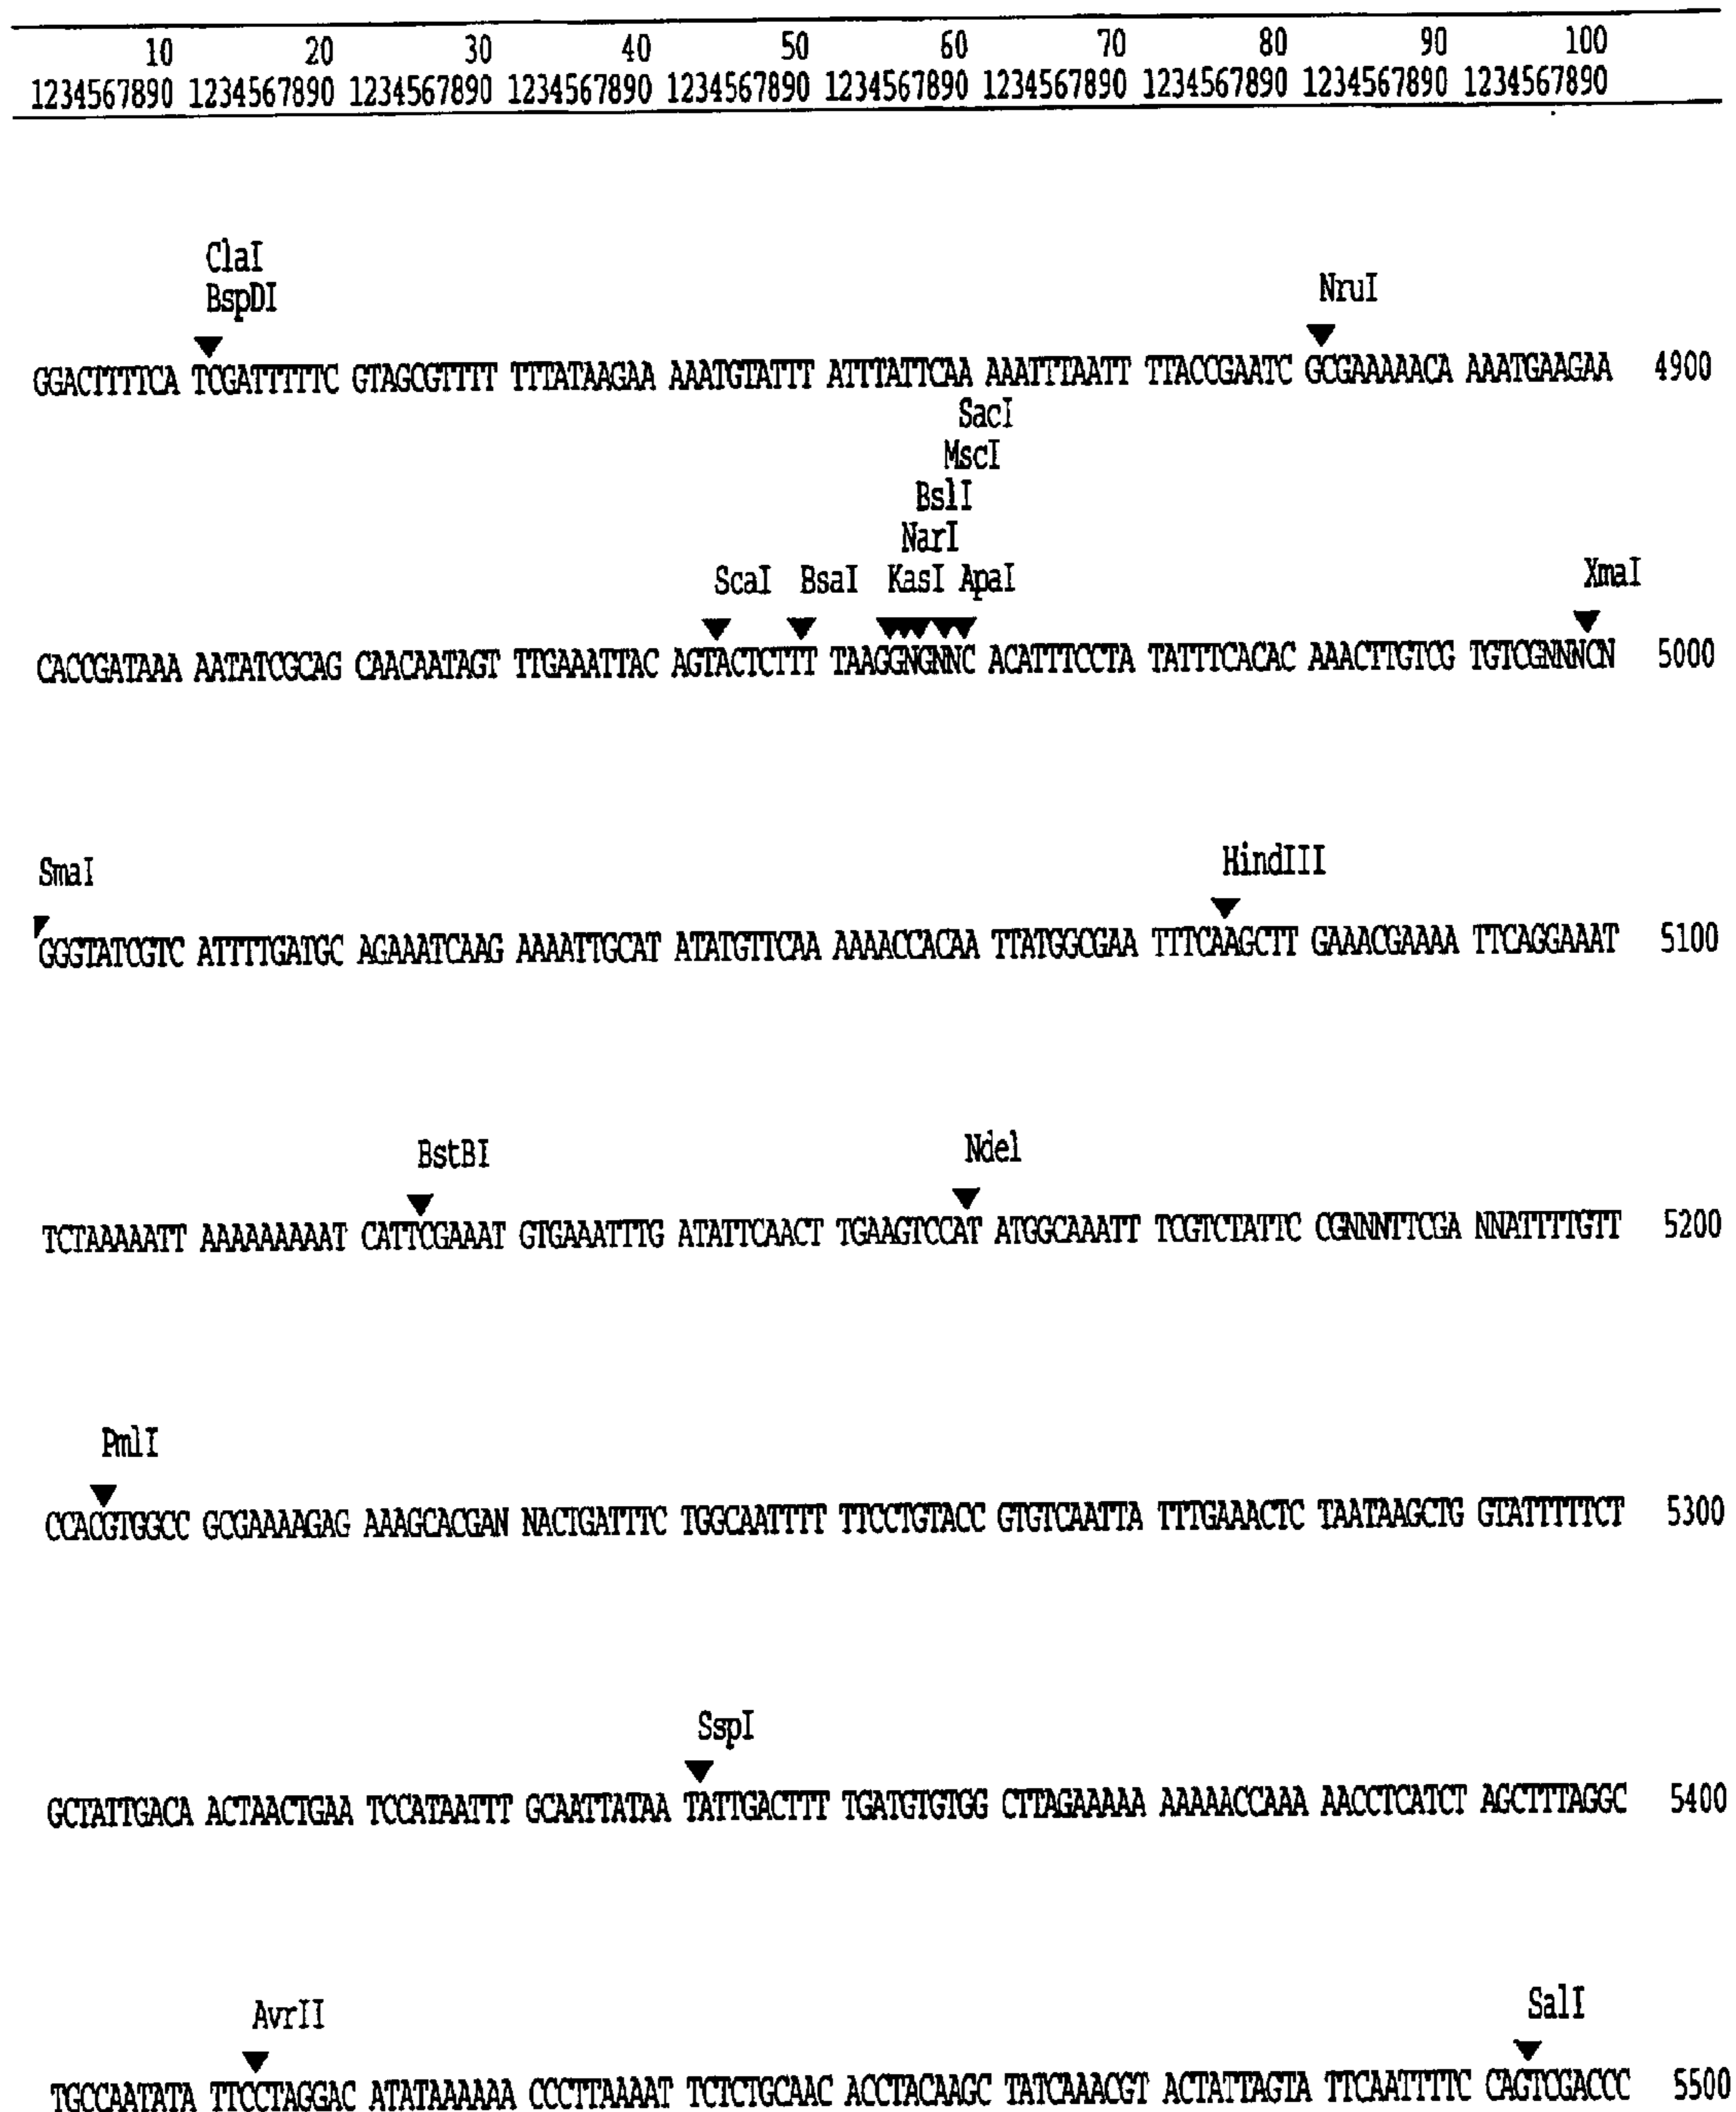 10 20 30 40 50 60 70 80 90 100
1234567890 1234567890 1234567890 1234567890 1234567890 1234567890 1234567890 1234567890 1234567890 1234567890
ClaI
BspDI NruI
GGACTTTTCA TCGATTTTTC GTAGCGTTTT TTTATAAGAA AAATGTATTT ATTTATTCAA AAATTTAATT TTACCGAATC GCGAAAAACA AAATGAAGAA 4900
SacI
MscI
BslI
NarI
ScaI BsaI KasI ApaI XmaI
CACCGATAAA AATATCGCAG CAACAATAGT TTGAAATTAC AGTACTCTTT TAAGGNGNNC ACATTTCCTA TATTTCACAC AAACTTGTCG TGTCGNNNCN 5000
SmaI HindIII
GGGTATCGTC ATTTTGATGC AGAAATCAAG AAAATTGCAT ATATGTTCAA AAAACCACAA TTATGGCGAA TTTCAAGCTT GAAACGAAAA TTCAGGAAAT 5100
BstBI NdeI
TCTAAAAATT AAAAAAAAAT CATTCGAAAT GTGAAATTTG ATATTCAACT TGAAGTCCAT ATGGCAAATT TCGTCTATTC CGNNNTTCGA NNATTTTGTT 5200
PmlI
CCACGTGGCC GCGAAAAGAG AAAGCACGAN NACTGATTTC TGGCAATTTT TTCCTGTACC GTGTCAATTA TTTGAAACTC TAATAAGCTG GTATTTTTCT 5300
SspI
GCTATTGACA ACTAACTGAA TCCATAATTT GCAATTATAA TATTGACTTT TGATGTGTGG CTTAGAAAAA AAAAACCAAA AACCTCATCT AGCTTTAGGC 5400
AvrII SalI
TGCCAATATA TTCCTAGGAC ATATAAAAAA CCCTTAAAAT TCTCTGCAAC ACCTACAAGC TATCAAACGT ACTATTAGTA TTCAATTTTC CAGTCGACCC 5500